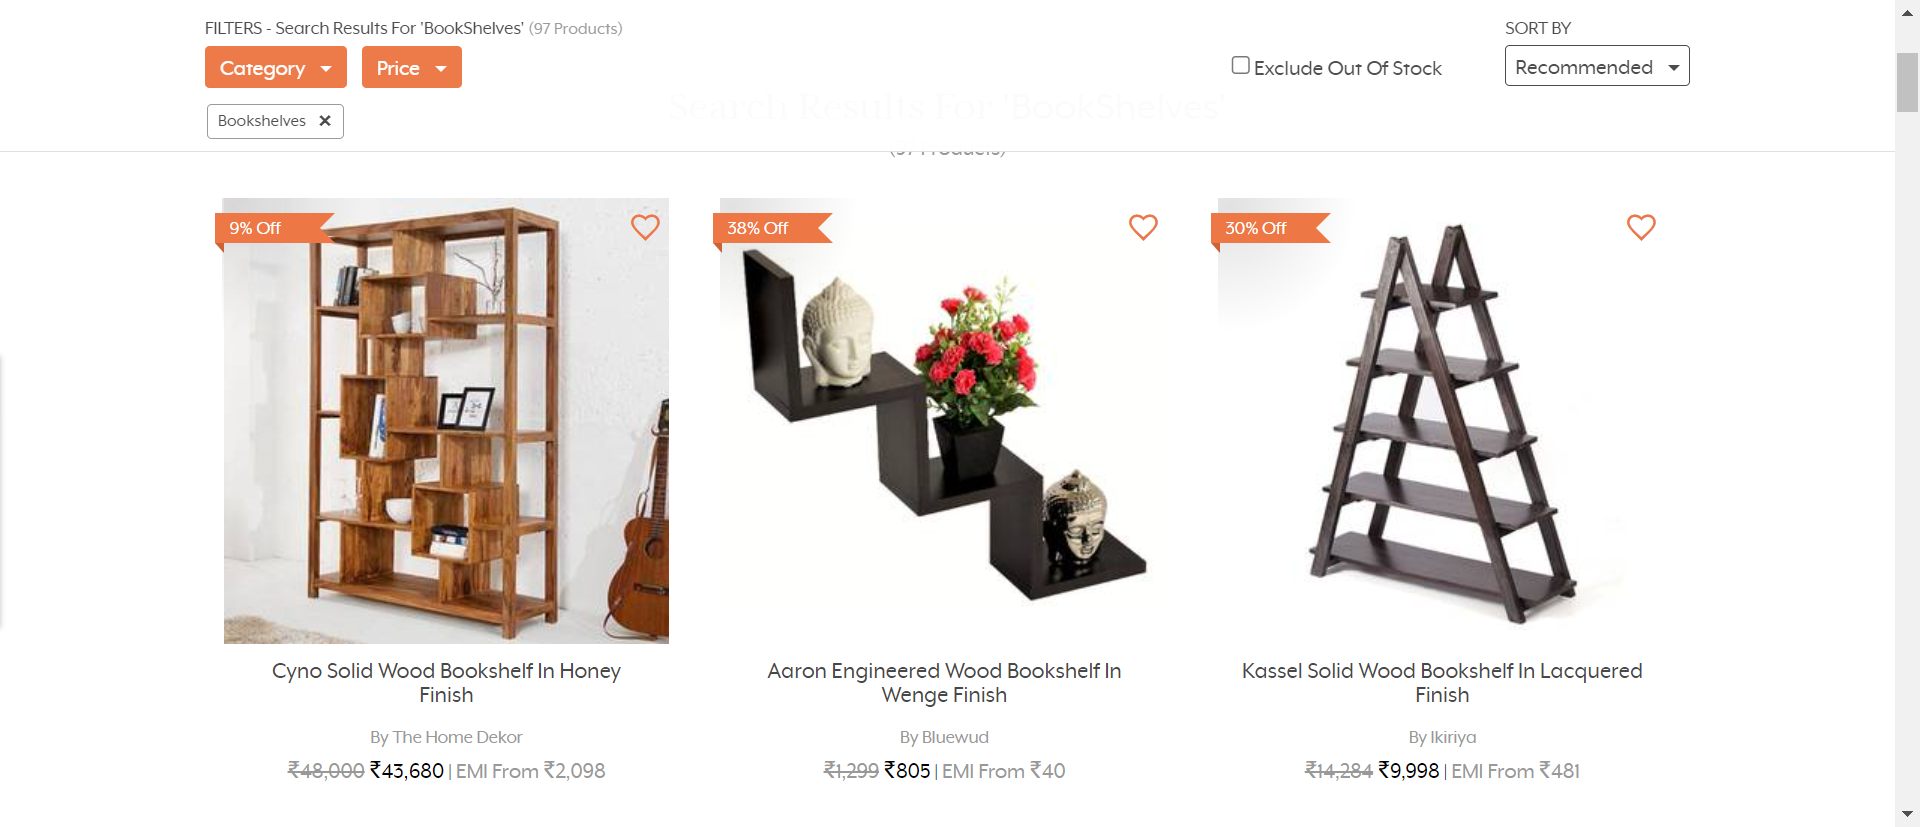 FILTERS - Search Results For 'BookShelves' (97 Products)
SORT BY
Category
Price
Exclude Out Of Stock
Recommended
Bookshelves ✕
Search Results For 'BookShelves'
(97 Products)
9% Off
38% Off
30% Off
Cyno Solid Wood Bookshelf In Honey
Finish
By The Home Dekor
₹48,000 ₹43,680 | EMI From ₹2,098
Aaron Engineered Wood Bookshelf In
Wenge Finish
By Bluewud
₹1,299 ₹805 | EMI From ₹40
Kassel Solid Wood Bookshelf In Lacquered
Finish
By Ikiriya
₹14,284 ₹9,998 | EMI From ₹481